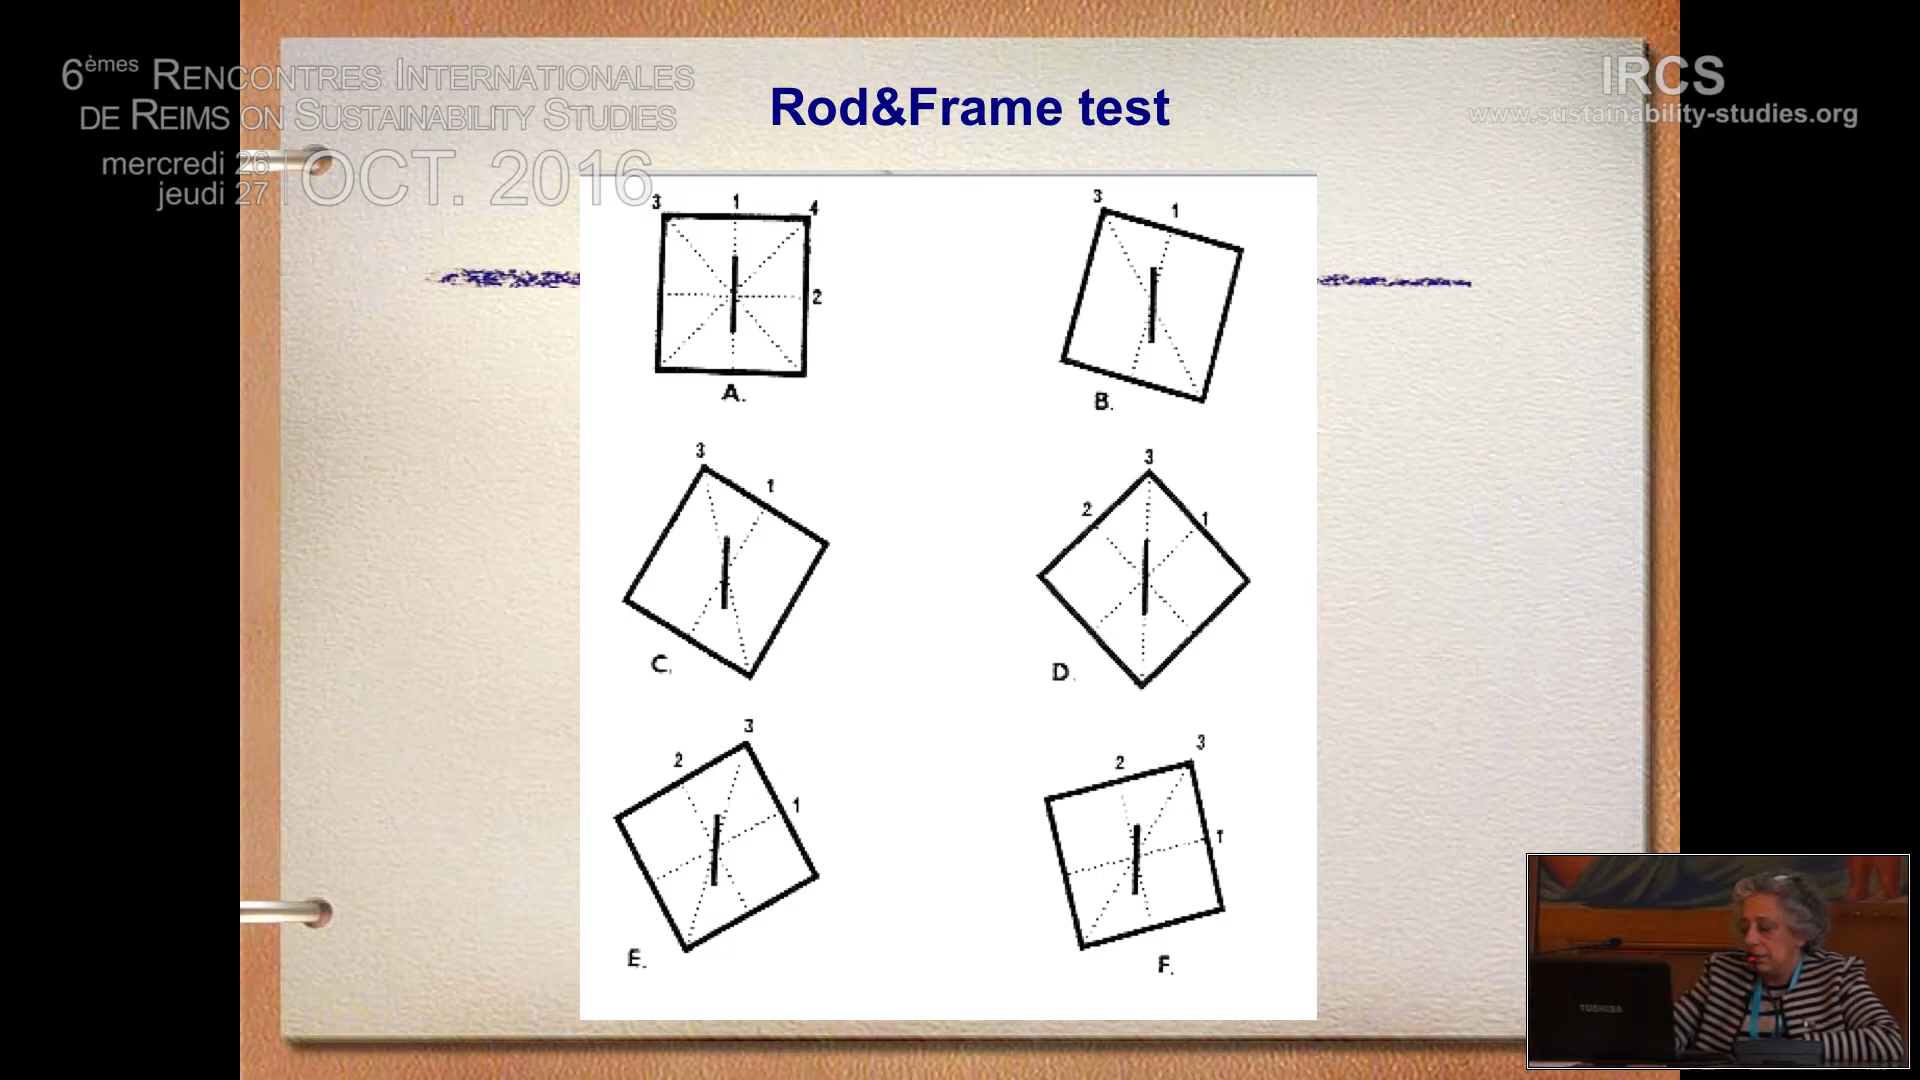 6èmes RENCONTRES INTERNATIONALES
DE REIMS ON SUSTAINABILITY STUDIES
mercredi 26
jeudi 27
OCT. 2016
Rod&Frame test
IRCS
www.sustainability-studies.org
3 1 4
2
A.
3 1
B.
3
1
C.
3
2 1
D.
3
2
1
E.
3
2
1
F.
TOSHIBA